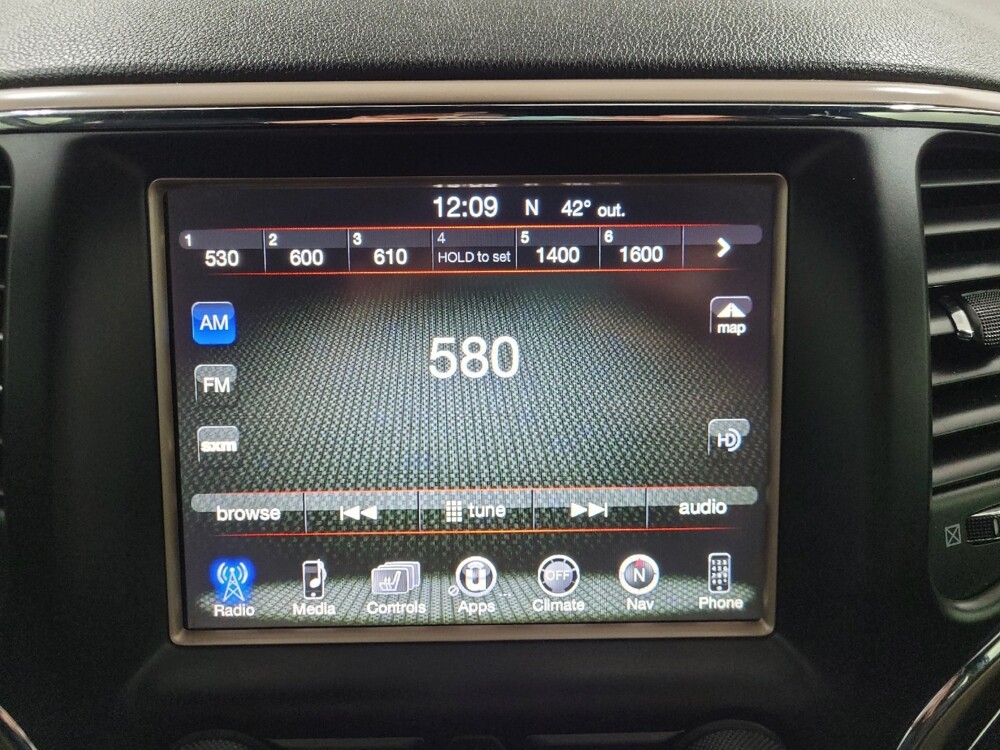 12:09 N 42° out.
1 2 3 4 5 6
530 600 610 HOLD to set 1400 1600
AM
map
580
FM
sxm
HD
browse tune audio
OFF N
Radio Media Controls Apps Climate Nav Phone